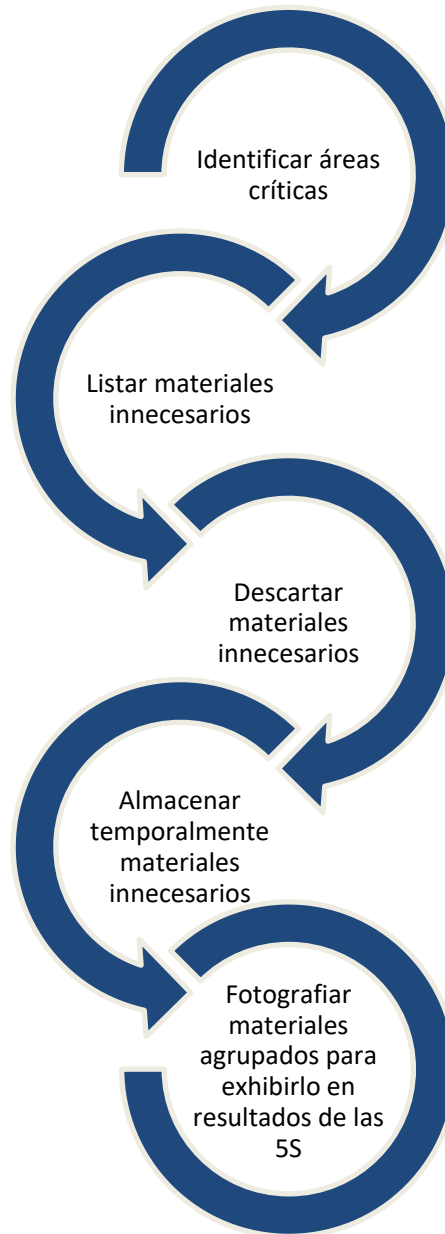 Identificar áreas
críticas
Listar materiales
innecesarios
Descartar
materiales
innecesarios
Almacenar
temporalmente
materiales
innecesarios
Fotografiar
materiales
agrupados para
exhibirlo en
resultados de las
5S